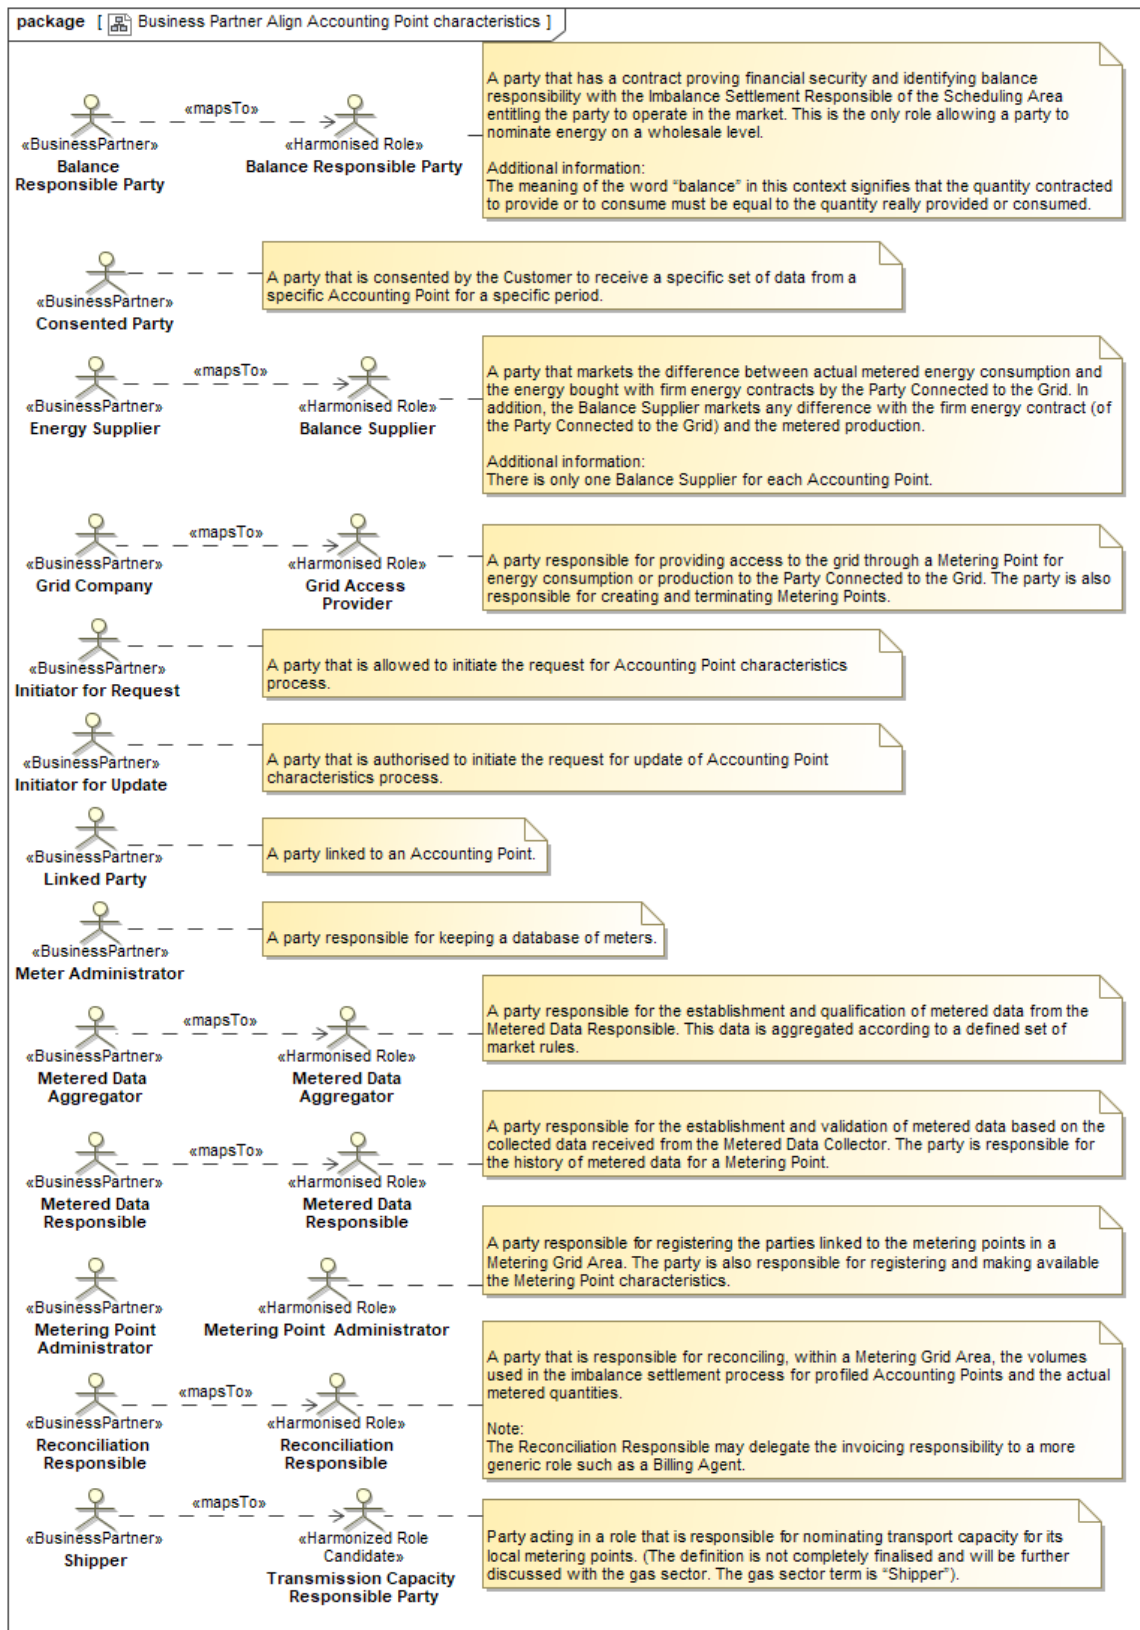 package [ Business Partner Align Accounting Point characteristics ]
«mapsTo»
«BusinessPartner»
Balance
Responsible Party
«Harmonised Role»
Balance Responsible Party
A party that has a contract proving financial security and identifying balance
responsibility with the Imbalance Settlement Responsible of the Scheduling Area
entitling the party to operate in the market. This is the only role allowing a party to
nominate energy on a wholesale level.
Additional information:
The meaning of the word “balance” in this context signifies that the quantity contracted
to provide or to consume must be equal to the quantity really provided or consumed.
«BusinessPartner»
Consented Party
A party that is consented by the Customer to receive a specific set of data from a
specific Accounting Point for a specific period.
«mapsTo»
«BusinessPartner»
Energy Supplier
«Harmonised Role»
Balance Supplier
A party that markets the difference between actual metered energy consumption and
the energy bought with firm energy contracts by the Party Connected to the Grid. In
addition, the Balance Supplier markets any difference with the firm energy contract (of
the Party Connected to the Grid) and the metered production.
Additional information:
There is only one Balance Supplier for each Accounting Point.
«mapsTo»
«BusinessPartner»
Grid Company
«Harmonised Role»
Grid Access
Provider
A party responsible for providing access to the grid through a Metering Point for
energy consumption or production to the Party Connected to the Grid. The party is also
responsible for creating and terminating Metering Points.
«BusinessPartner»
Initiator for Request
A party that is allowed to initiate the request for Accounting Point characteristics
process.
«BusinessPartner»
Initiator for Update
A party that is authorised to initiate the request for update of Accounting Point
characteristics process.
«BusinessPartner»
Linked Party
A party linked to an Accounting Point.
«BusinessPartner»
Meter Administrator
A party responsible for keeping a database of meters.
«mapsTo»
«BusinessPartner»
Metered Data
Aggregator
«Harmonised Role»
Metered Data
Aggregator
A party responsible for the establishment and qualification of metered data from the
Metered Data Responsible. This data is aggregated according to a defined set of
market rules.
«mapsTo»
«BusinessPartner»
Metered Data
Responsible
«Harmonised Role»
Metered Data
Responsible
A party responsible for the establishment and validation of metered data based on the
collected data received from the Metered Data Collector. The party is responsible for
the history of metered data for a Metering Point.
«BusinessPartner»
Metering Point
Administrator
«Harmonised Role»
Metering Point Administrator
A party responsible for registering the parties linked to the metering points in a
Metering Grid Area. The party is also responsible for registering and making available
the Metering Point characteristics.
«mapsTo»
«BusinessPartner»
Reconciliation
Responsible
«Harmonised Role»
Reconciliation
Responsible
A party that is responsible for reconciling, within a Metering Grid Area, the volumes
used in the imbalance settlement process for profiled Accounting Points and the actual
metered quantities.
Note:
The Reconciliation Responsible may delegate the invoicing responsibility to a more
generic role such as a Billing Agent.
«mapsTo»
«BusinessPartner»
Shipper
«Harmonized Role
Candidate»
Transmission Capacity
Responsible Party
Party acting in a role that is responsible for nominating transport capacity for its
local metering points. (The definition is not completely finalised and will be further
discussed with the gas sector. The gas sector term is “Shipper”).